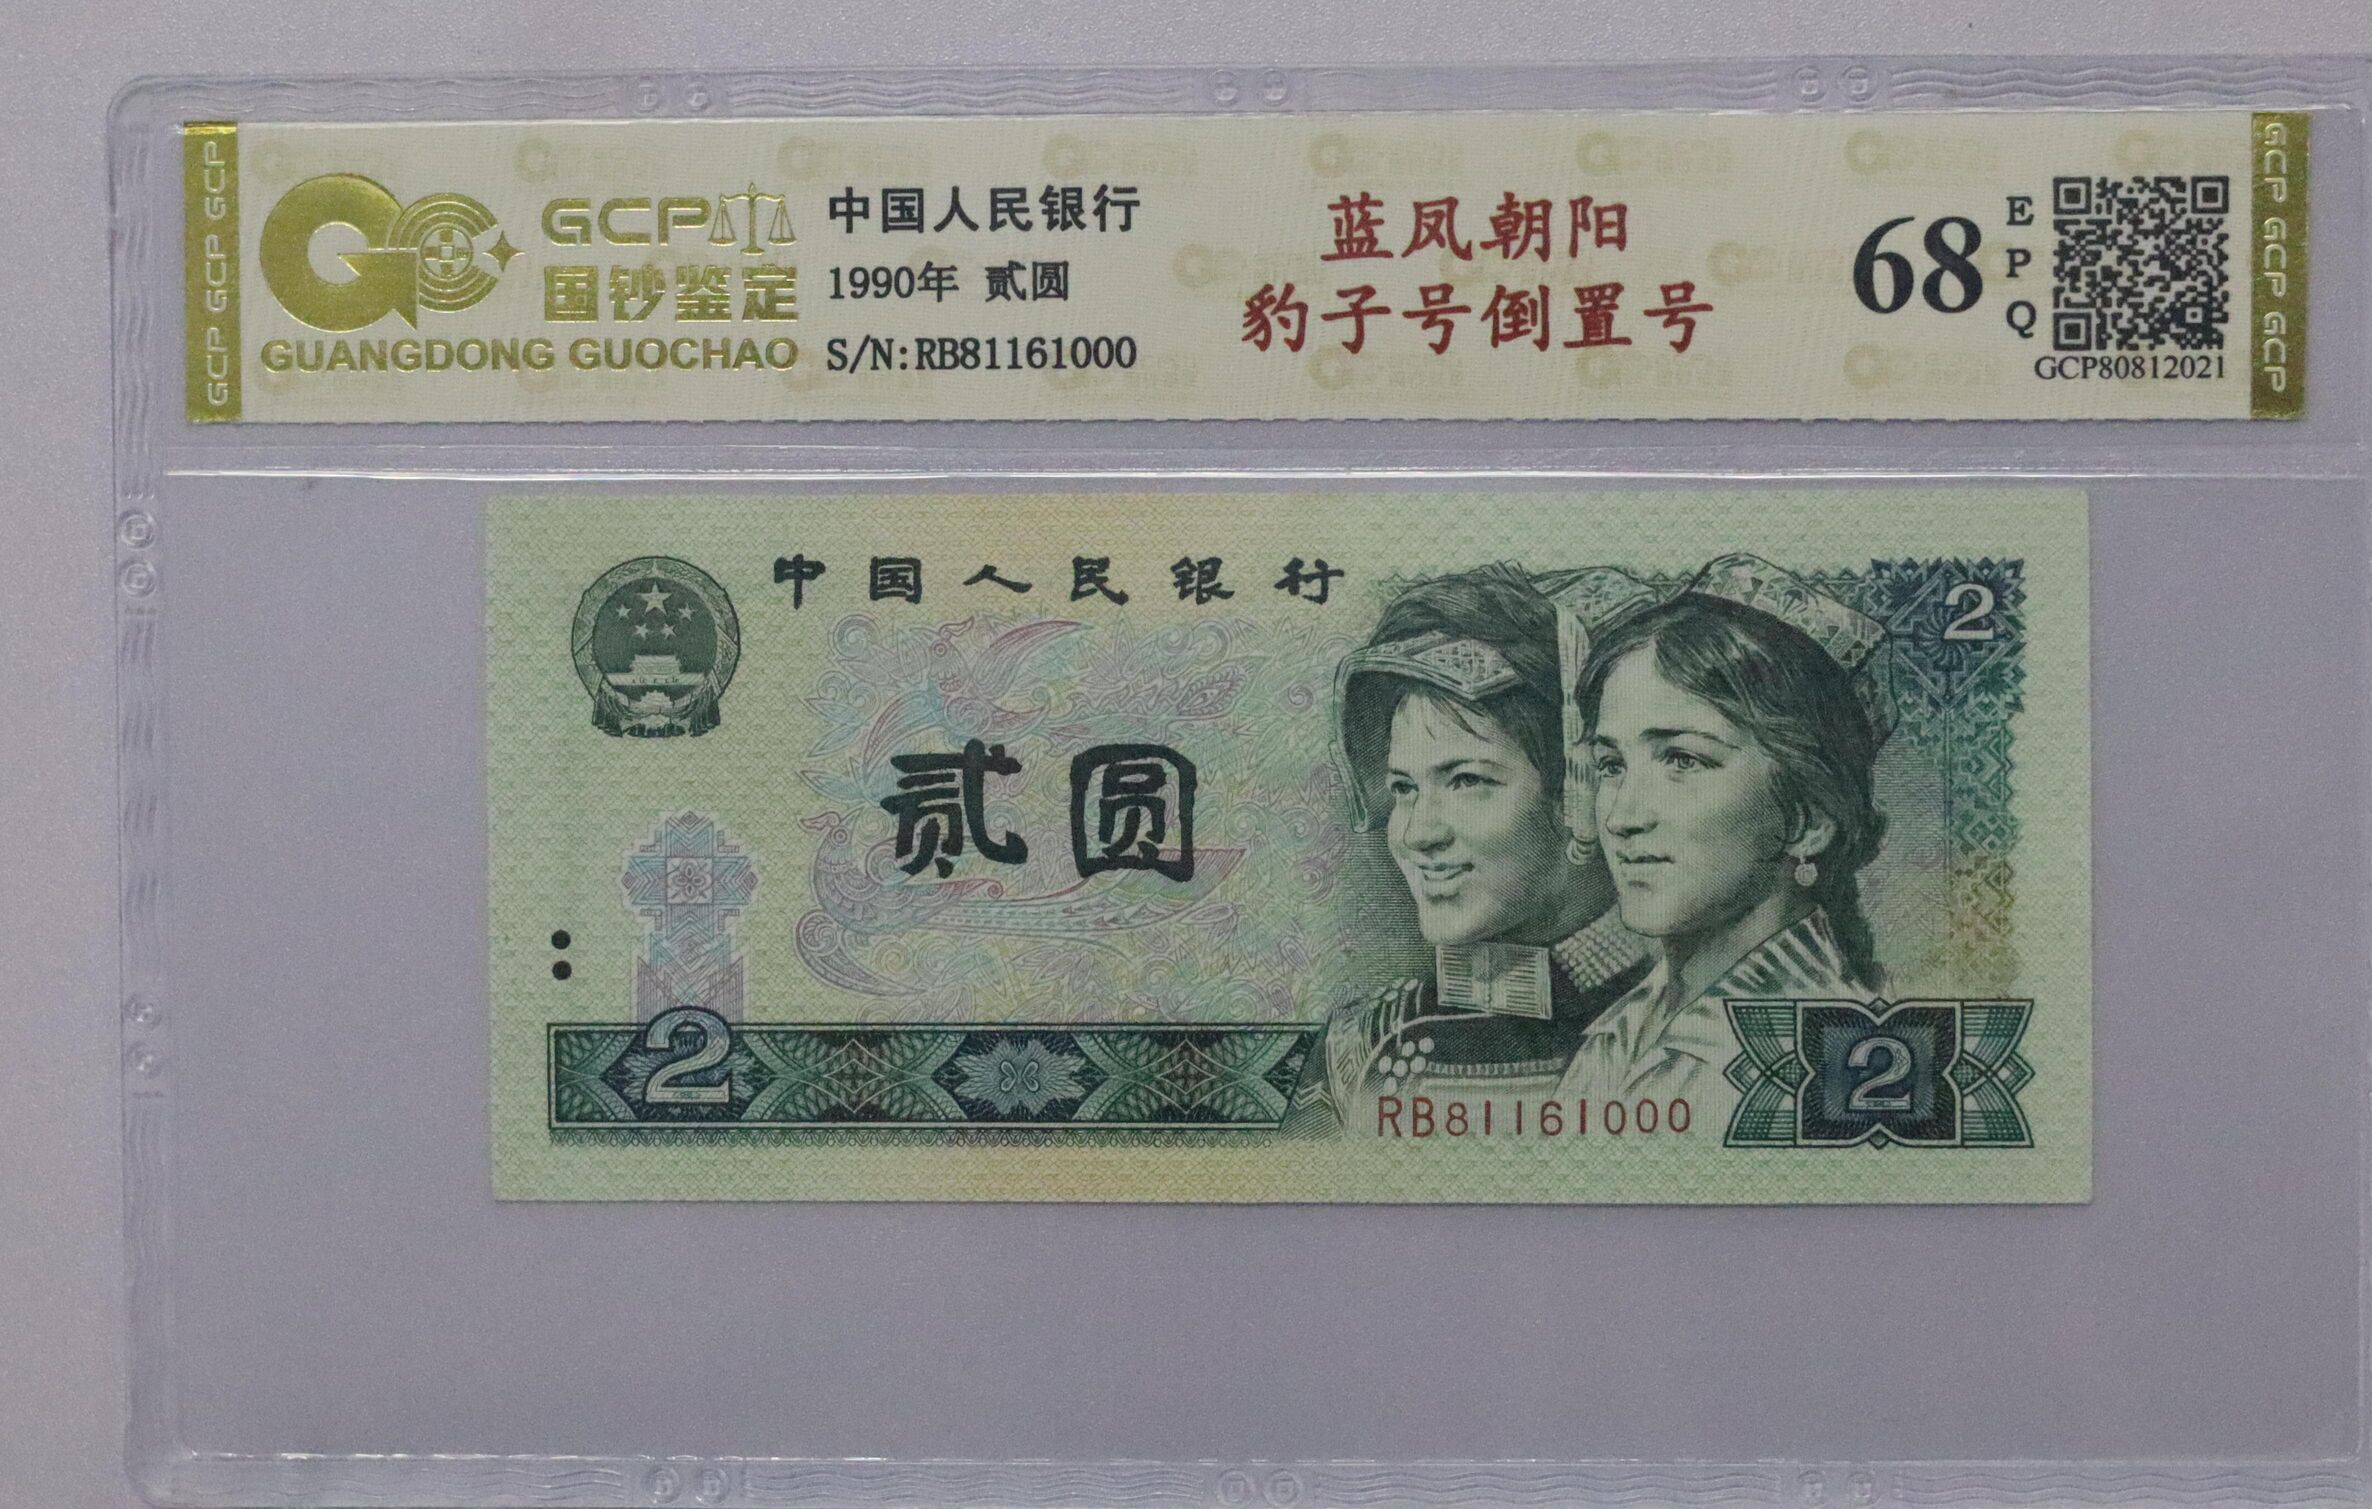 GCP GCP GCP
GCP
国钞鉴定
GUANGDONG GUOCHAO
中国人民银行
1990年 贰圆
S/N:RB81161000
蓝凤朝阳
豹子号倒置号
68
EPQ
GCP80812021
GCP GCP GCP
中国人民银行
2
贰圆
2
RB81161000
2